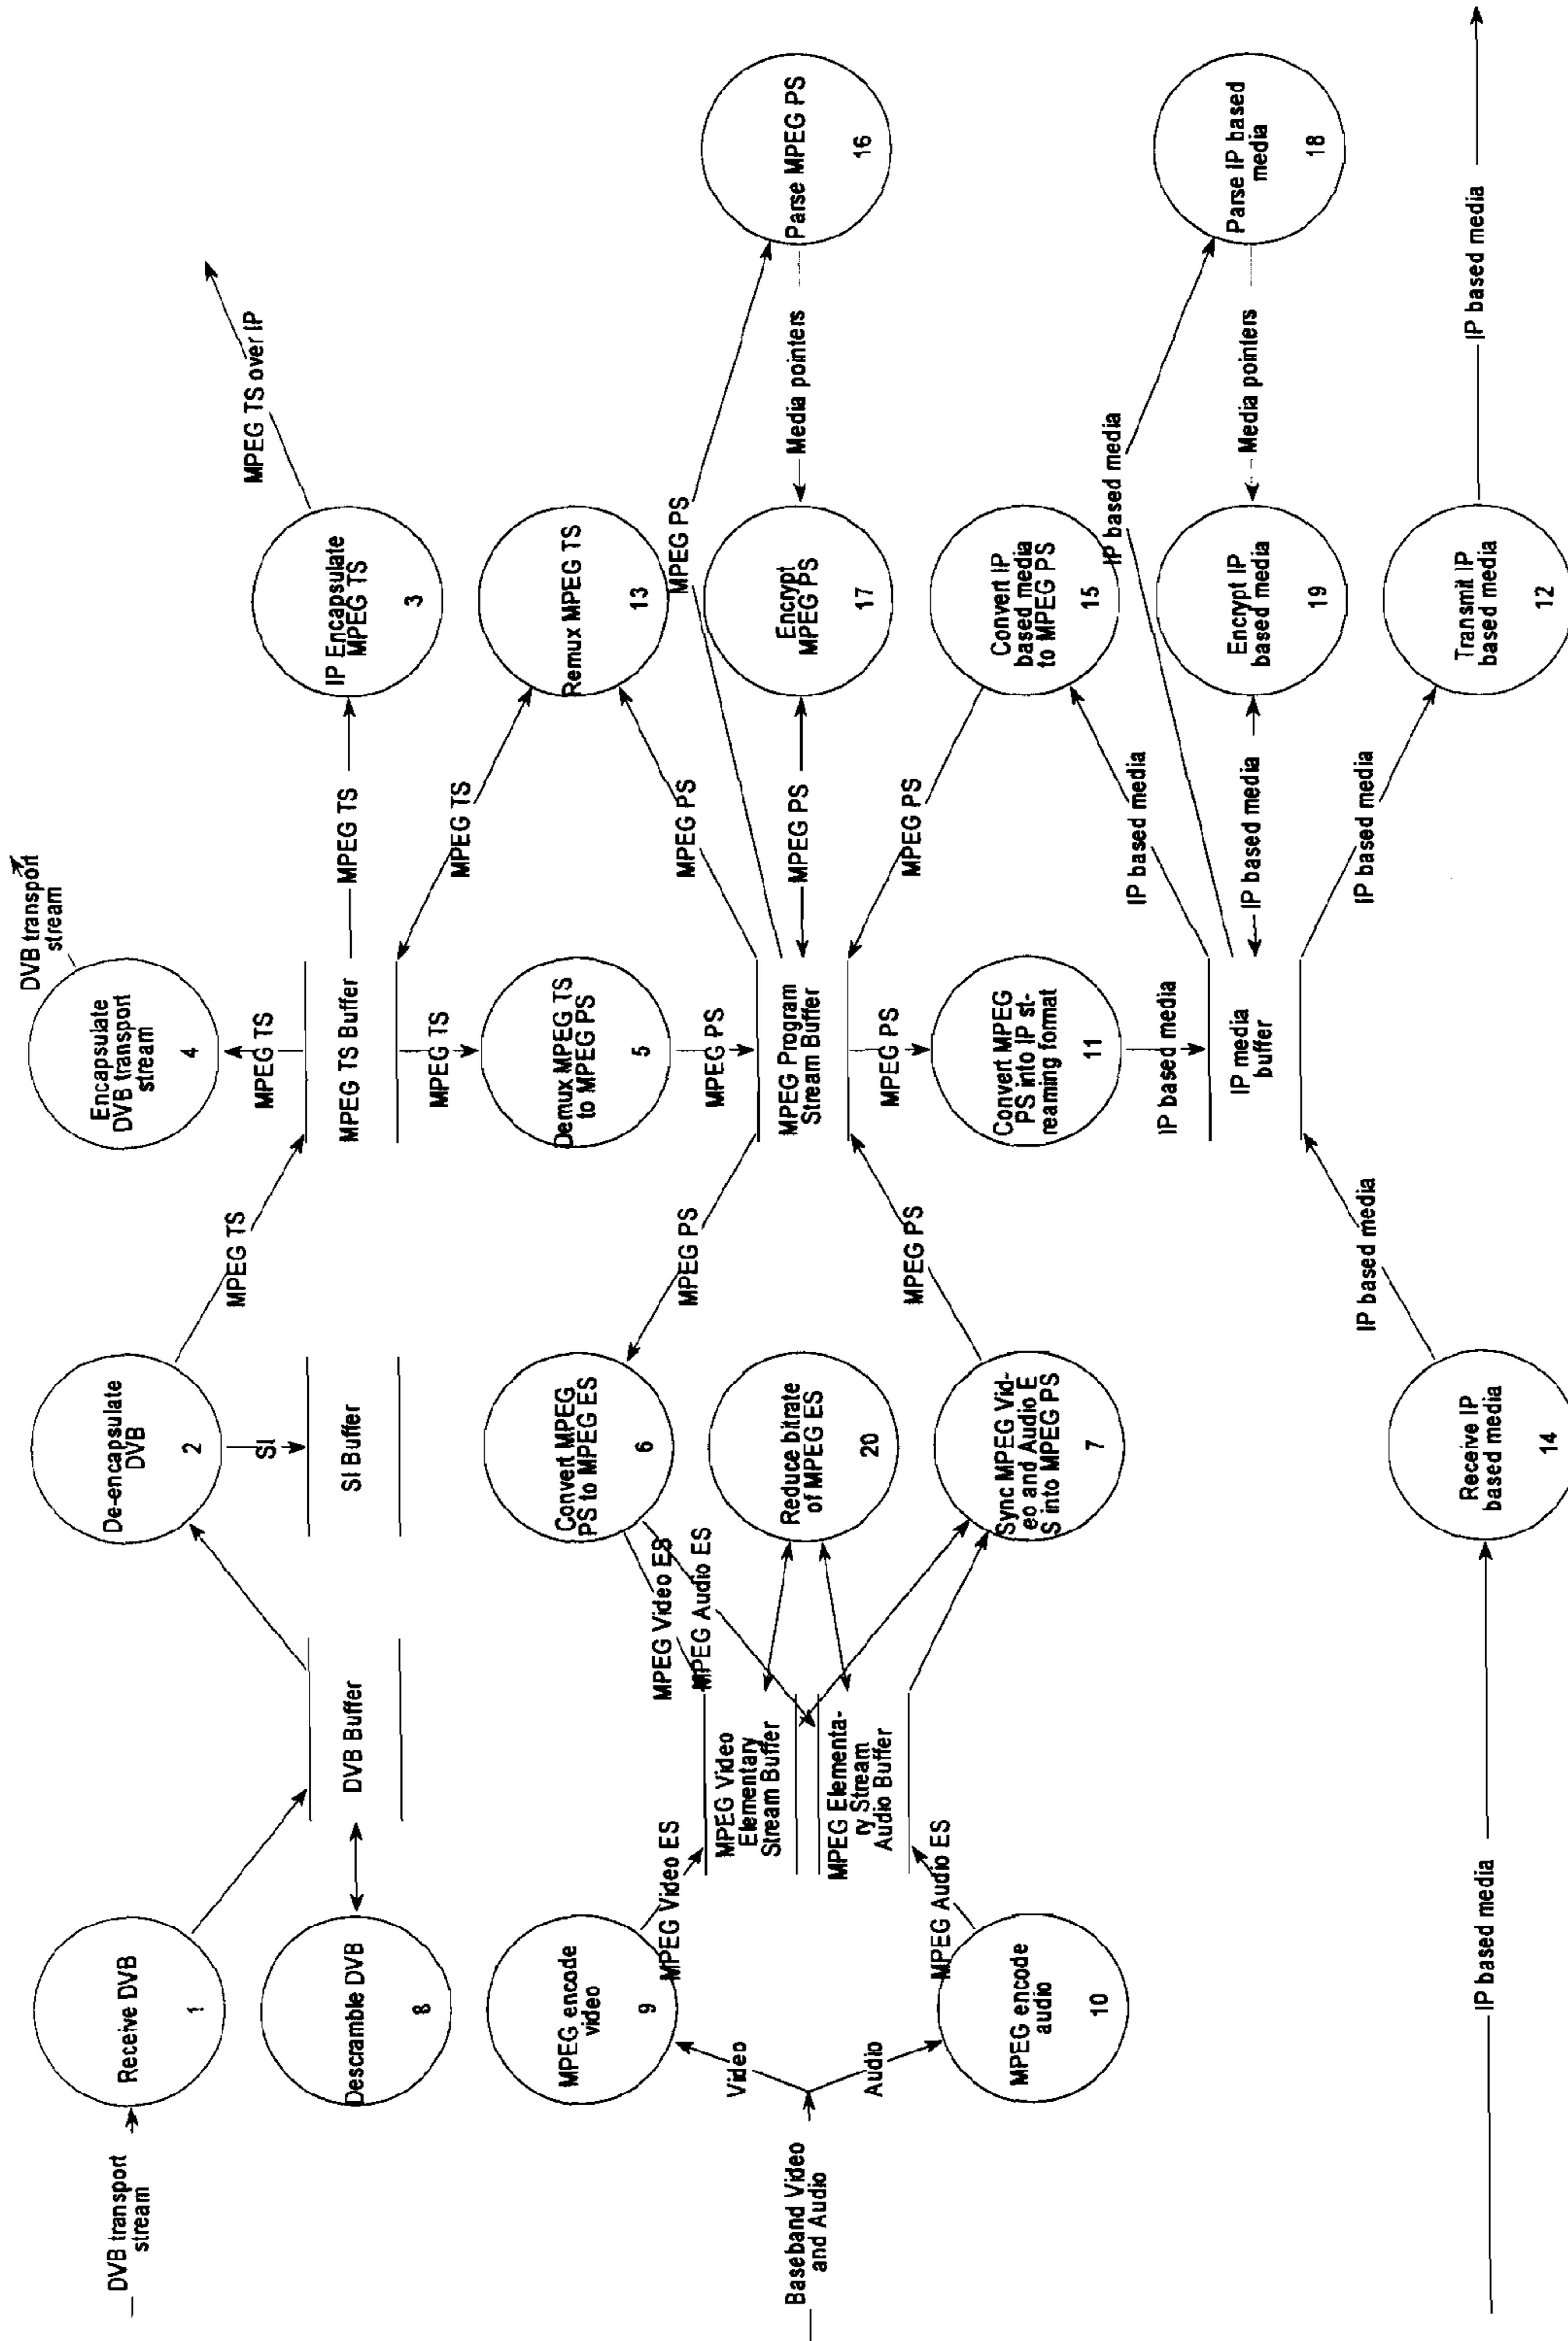 DVB transport
stream
Receive DVB
1
Descramble DVB
8
DVB Buffer
De-encapsulate
DVB
2
SI
SI Buffer
MPEG TS
Encapsulate
DVB transport
stream
4
DVB transport
stream
MPEG TS
MPEG TS Buffer
MPEG TS
MPEG TS
IP Encapsulate
MPEG TS
3
MPEG TS over IP
MPEG TS
Remux MPEG TS
13
Demux MPEG TS
to MPEG PS
5
MPEG PS
MPEG PS
MPEG PS
Baseband Video
and Audio
Video
Audio
MPEG encode
video
9
MPEG Video ES
MPEG encode
audio
10
MPEG Audio ES
MPEG Video
Elementary
Stream Buffer
MPEG Elementa-
ry Stream
Audio Buffer
MPEG Video ES
MPEG Audio ES
Convert MPEG
PS to MPEG ES
6
Reduce bitrate
of MPEG ES
20
Sync MPEG Vid-
eo and Audio E
S into MPEG PS
7
MPEG PS
MPEG PS
MPEG Program
Stream Buffer
MPEG PS
Encrypt
MPEG PS
17
Media pointers
Parse MPEG PS
16
MPEG PS
Convert MPEG
PS into IP st-
reaming format
11
MPEG PS
Convert IP
based media
to MPEG PS
15
IP based media
IP based media
IP media
buffer
IP based media
IP based media
Encrypt IP
based media
19
Media pointers
Parse IP based
media
18
IP based media
Receive IP
based media
14
IP based media
IP based media
Transmit IP
based media
12
IP based media